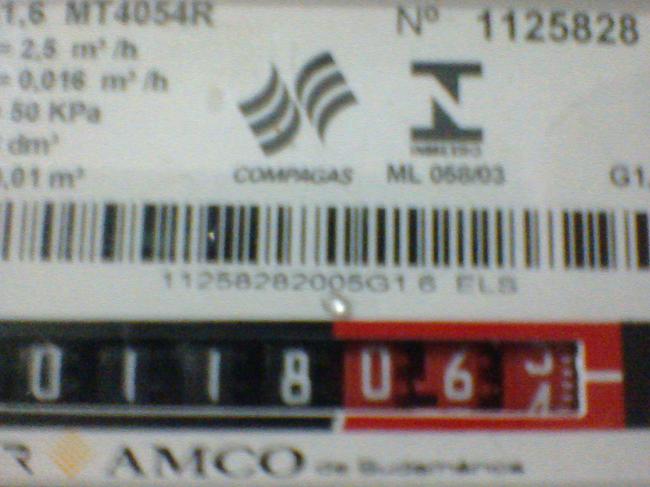 1,6 MT4054R Nº 1125828
= 2,5 m³/h
= 0,016 m³/h
50 KPa
dm³
0,01 m³
COMPAGAS
INMETRO
ML 058/03 G1,
11258282005G1 6 ELS
0 1 1 8 0 6
R AMCO de Sudamérica